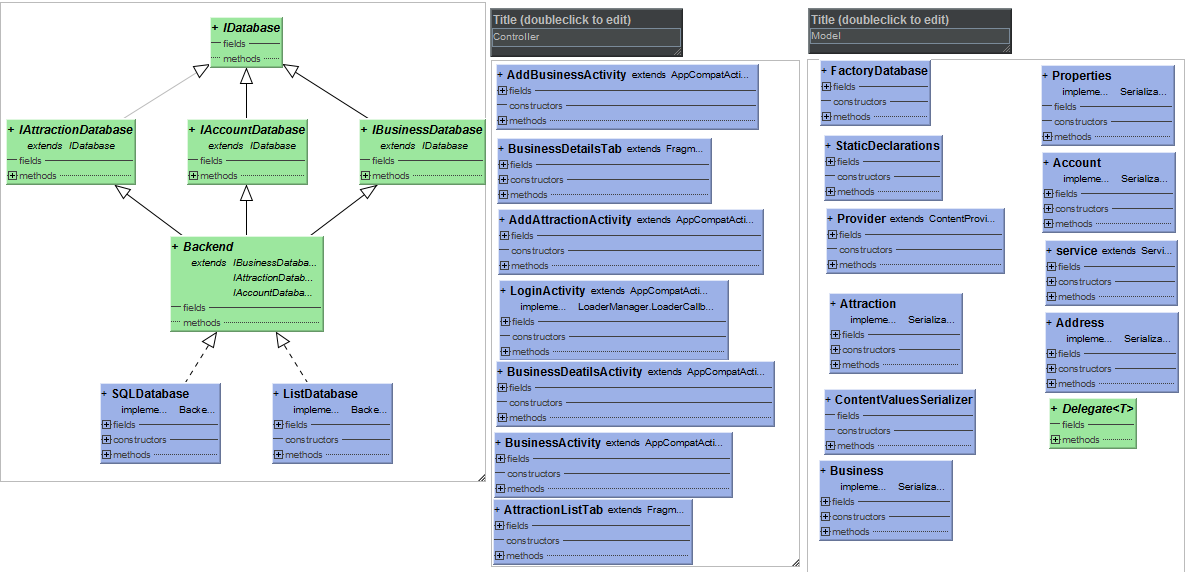 + IDatabase
fields
methods
+ IAttractionDatabase
extends IDatabase
fields
methods
+ IAccountDatabase
extends IDatabase
fields
methods
+ IBusinessDatabase
extends IDatabase
fields
methods
+ Backend
extends IBusinessDataba...
IAttractionDatab...
IAccountDataba...
fields
methods
+ SQLDatabase
impleme... Backe...
fields
constructors
methods
+ ListDatabase
impleme... Backe...
fields
constructors
methods
Title (doubleclick to edit)
Controller
+ AddBusinessActivity extends AppCompatActi...
fields
constructors
methods
+ BusinessDetailsTab extends Fragm...
fields
constructors
methods
+ AddAttractionActivity extends AppCompatActi...
fields
constructors
methods
+ LoginActivity extends AppCompatActi...
impleme... LoaderManager.LoaderCallb...
fields
constructors
methods
+ BusinessDeatilsActivity extends AppCompatActi...
fields
constructors
methods
+ BusinessActivity extends AppCompatActi...
fields
constructors
methods
+ AttractionListTab extends Fragm...
fields
constructors
methods
Title (doubleclick to edit)
Model
+ FactoryDatabase
fields
constructors
methods
+ StaticDeclarations
fields
constructors
methods
+ Provider extends ContentProvi...
fields
constructors
methods
+ Attraction
impleme... Serializa...
fields
constructors
methods
+ ContentValuesSerializer
fields
constructors
methods
+ Business
impleme... Serializa...
fields
constructors
methods
+ Properties
impleme... Serializa...
fields
constructors
methods
+ Account
impleme... Serializa...
fields
constructors
methods
+ service extends Servi...
fields
constructors
methods
+ Address
impleme... Serializa...
fields
constructors
methods
+ Delegate<T>
fields
methods